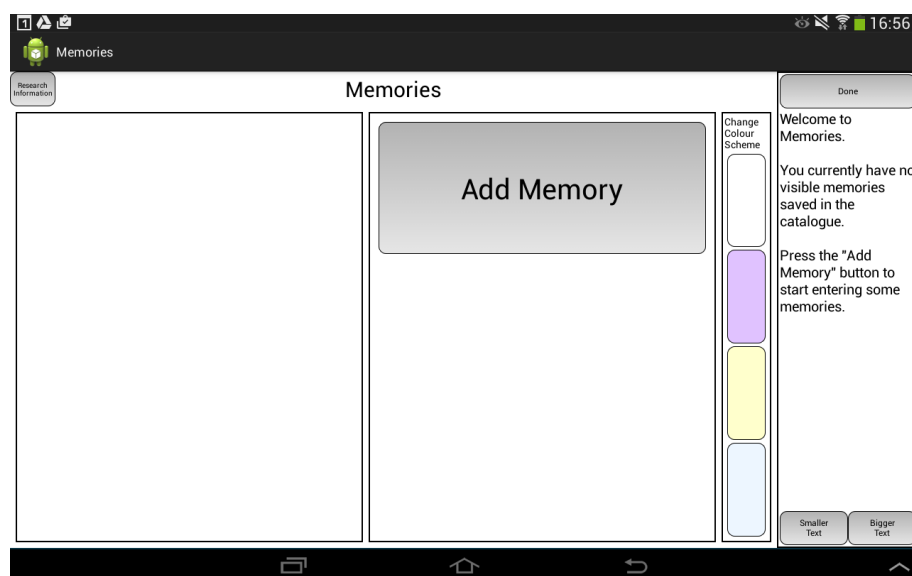 1
16:56
Memories
Research
Information
Memories
Add Memory
Change
Colour
Scheme
Done
Welcome to
Memories.
You currently have no
visible memories
saved in the
catalogue.
Press the "Add
Memory" button to
start entering some
memories.
Smaller
Text
Bigger
Text